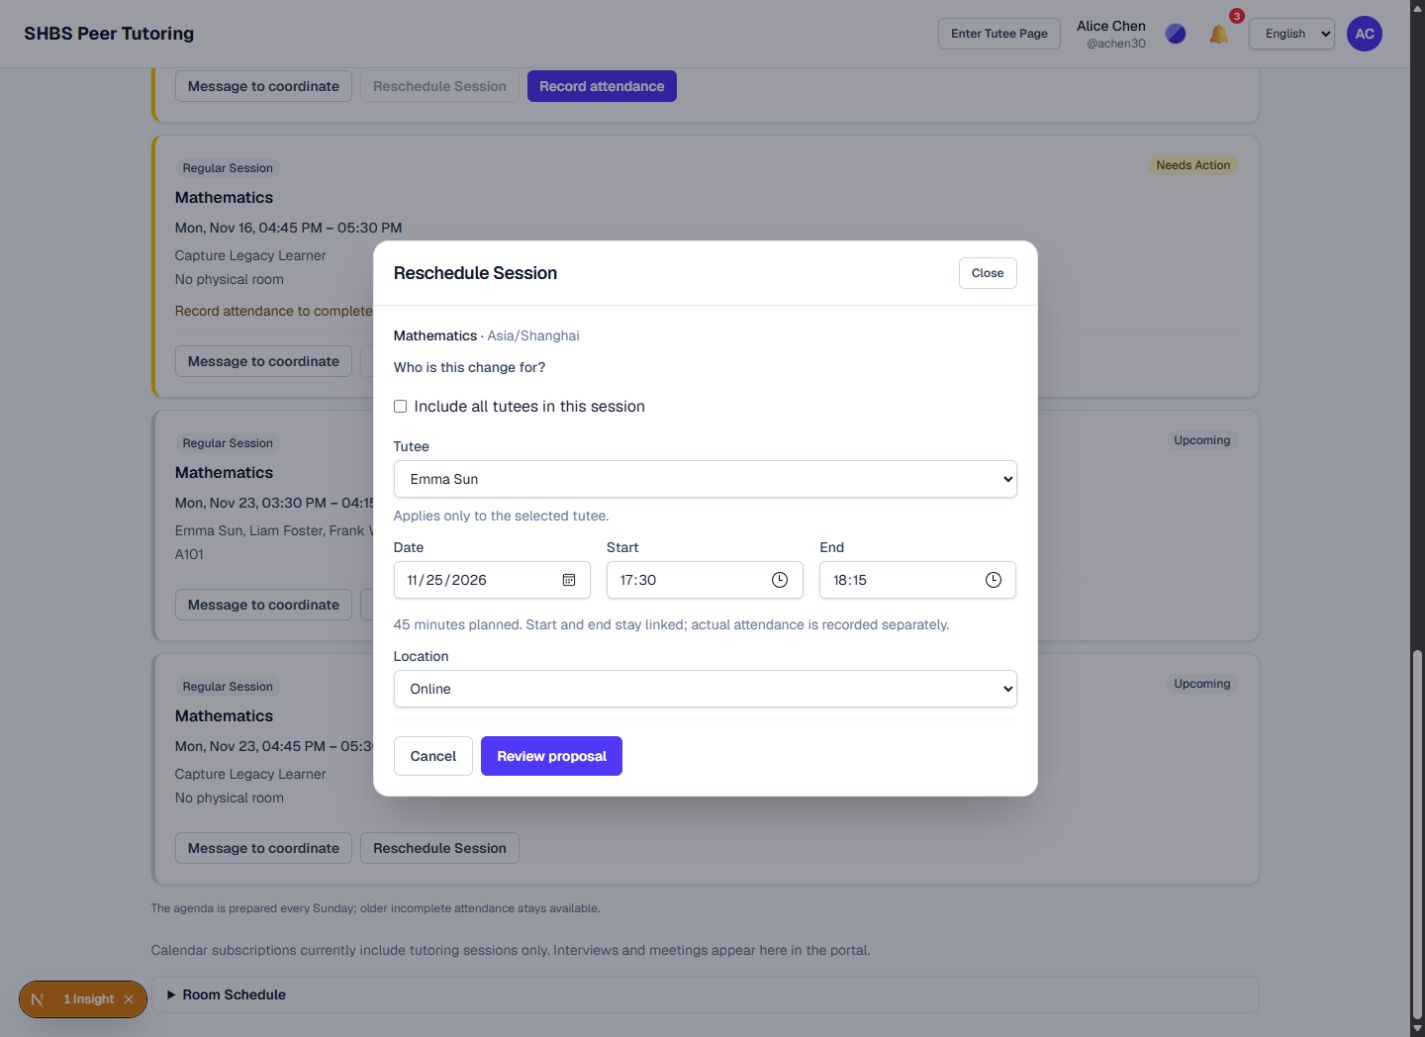 SHBS Peer Tutoring
Enter Tutee Page
Alice Chen
@achen30
3
English
AC
Message to coordinate
Reschedule Session
Record attendance
Regular Session
Needs Action
Mathematics
Mon, Nov 16, 04:45 PM – 05:30 PM
Capture Legacy Learner
No physical room
Record attendance to complete
Message to coordinate
Regular Session
Upcoming
Mathematics
Mon, Nov 23, 03:30 PM – 04:15
Emma Sun, Liam Foster, Frank
A101
Message to coordinate
Regular Session
Upcoming
Mathematics
Mon, Nov 23, 04:45 PM – 05:3
Capture Legacy Learner
No physical room
Message to coordinate
Reschedule Session
Reschedule Session
Close
Mathematics · Asia/Shanghai
Who is this change for?
Include all tutees in this session
Tutee
Emma Sun
Applies only to the selected tutee.
Date
Start
End
11/25/2026
17:30
18:15
45 minutes planned. Start and end stay linked; actual attendance is recorded separately.
Location
Online
Cancel
Review proposal
The agenda is prepared every Sunday; older incomplete attendance stays available.
Calendar subscriptions currently include tutoring sessions only. Interviews and meetings appear here in the portal.
Room Schedule
N
1 Insight